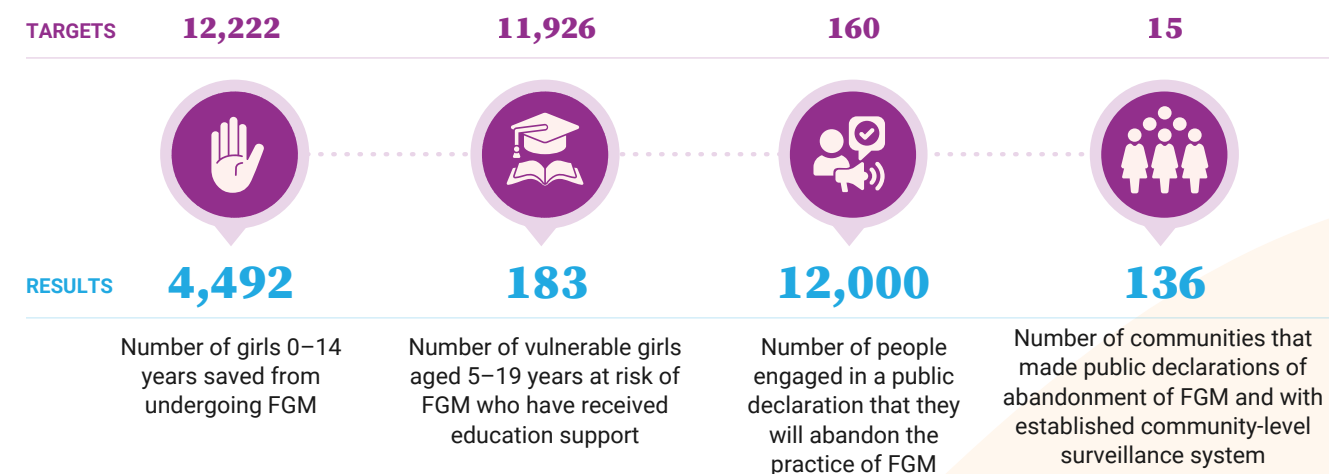 TARGETS 12,222 11,926 160 15
RESULTS 4,492 183 12,000 136
Number of girls 0–14
years saved from
undergoing FGM
Number of vulnerable girls
aged 5–19 years at risk of
FGM who have received
education support
Number of people
engaged in a public
declaration that they
will abandon the
practice of FGM
Number of communities that
made public declarations of
abandonment of FGM and with
established community-level
surveillance system